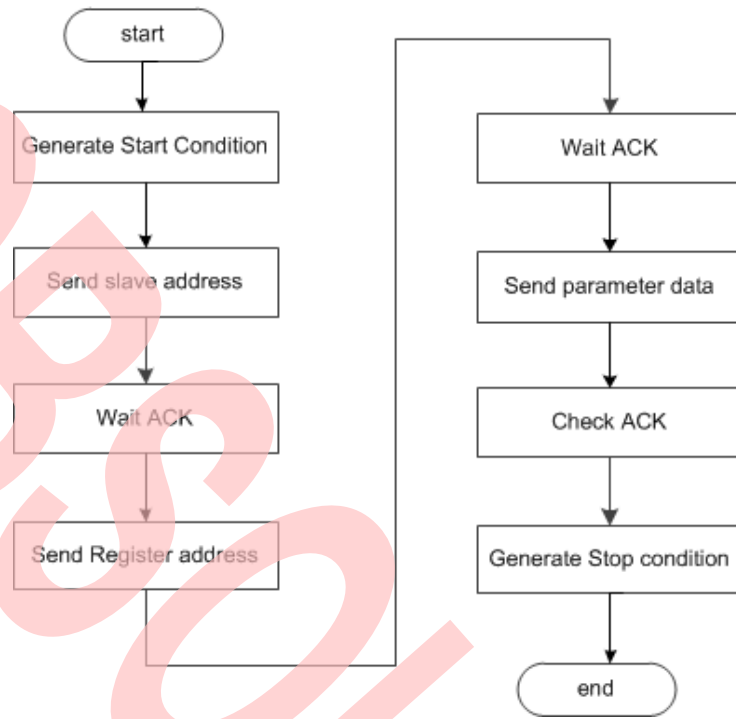 start
Generate Start Condition
Send slave address
Wait ACK
Send Register address
Wait ACK
Send parameter data
Check ACK
Generate Stop condition
end